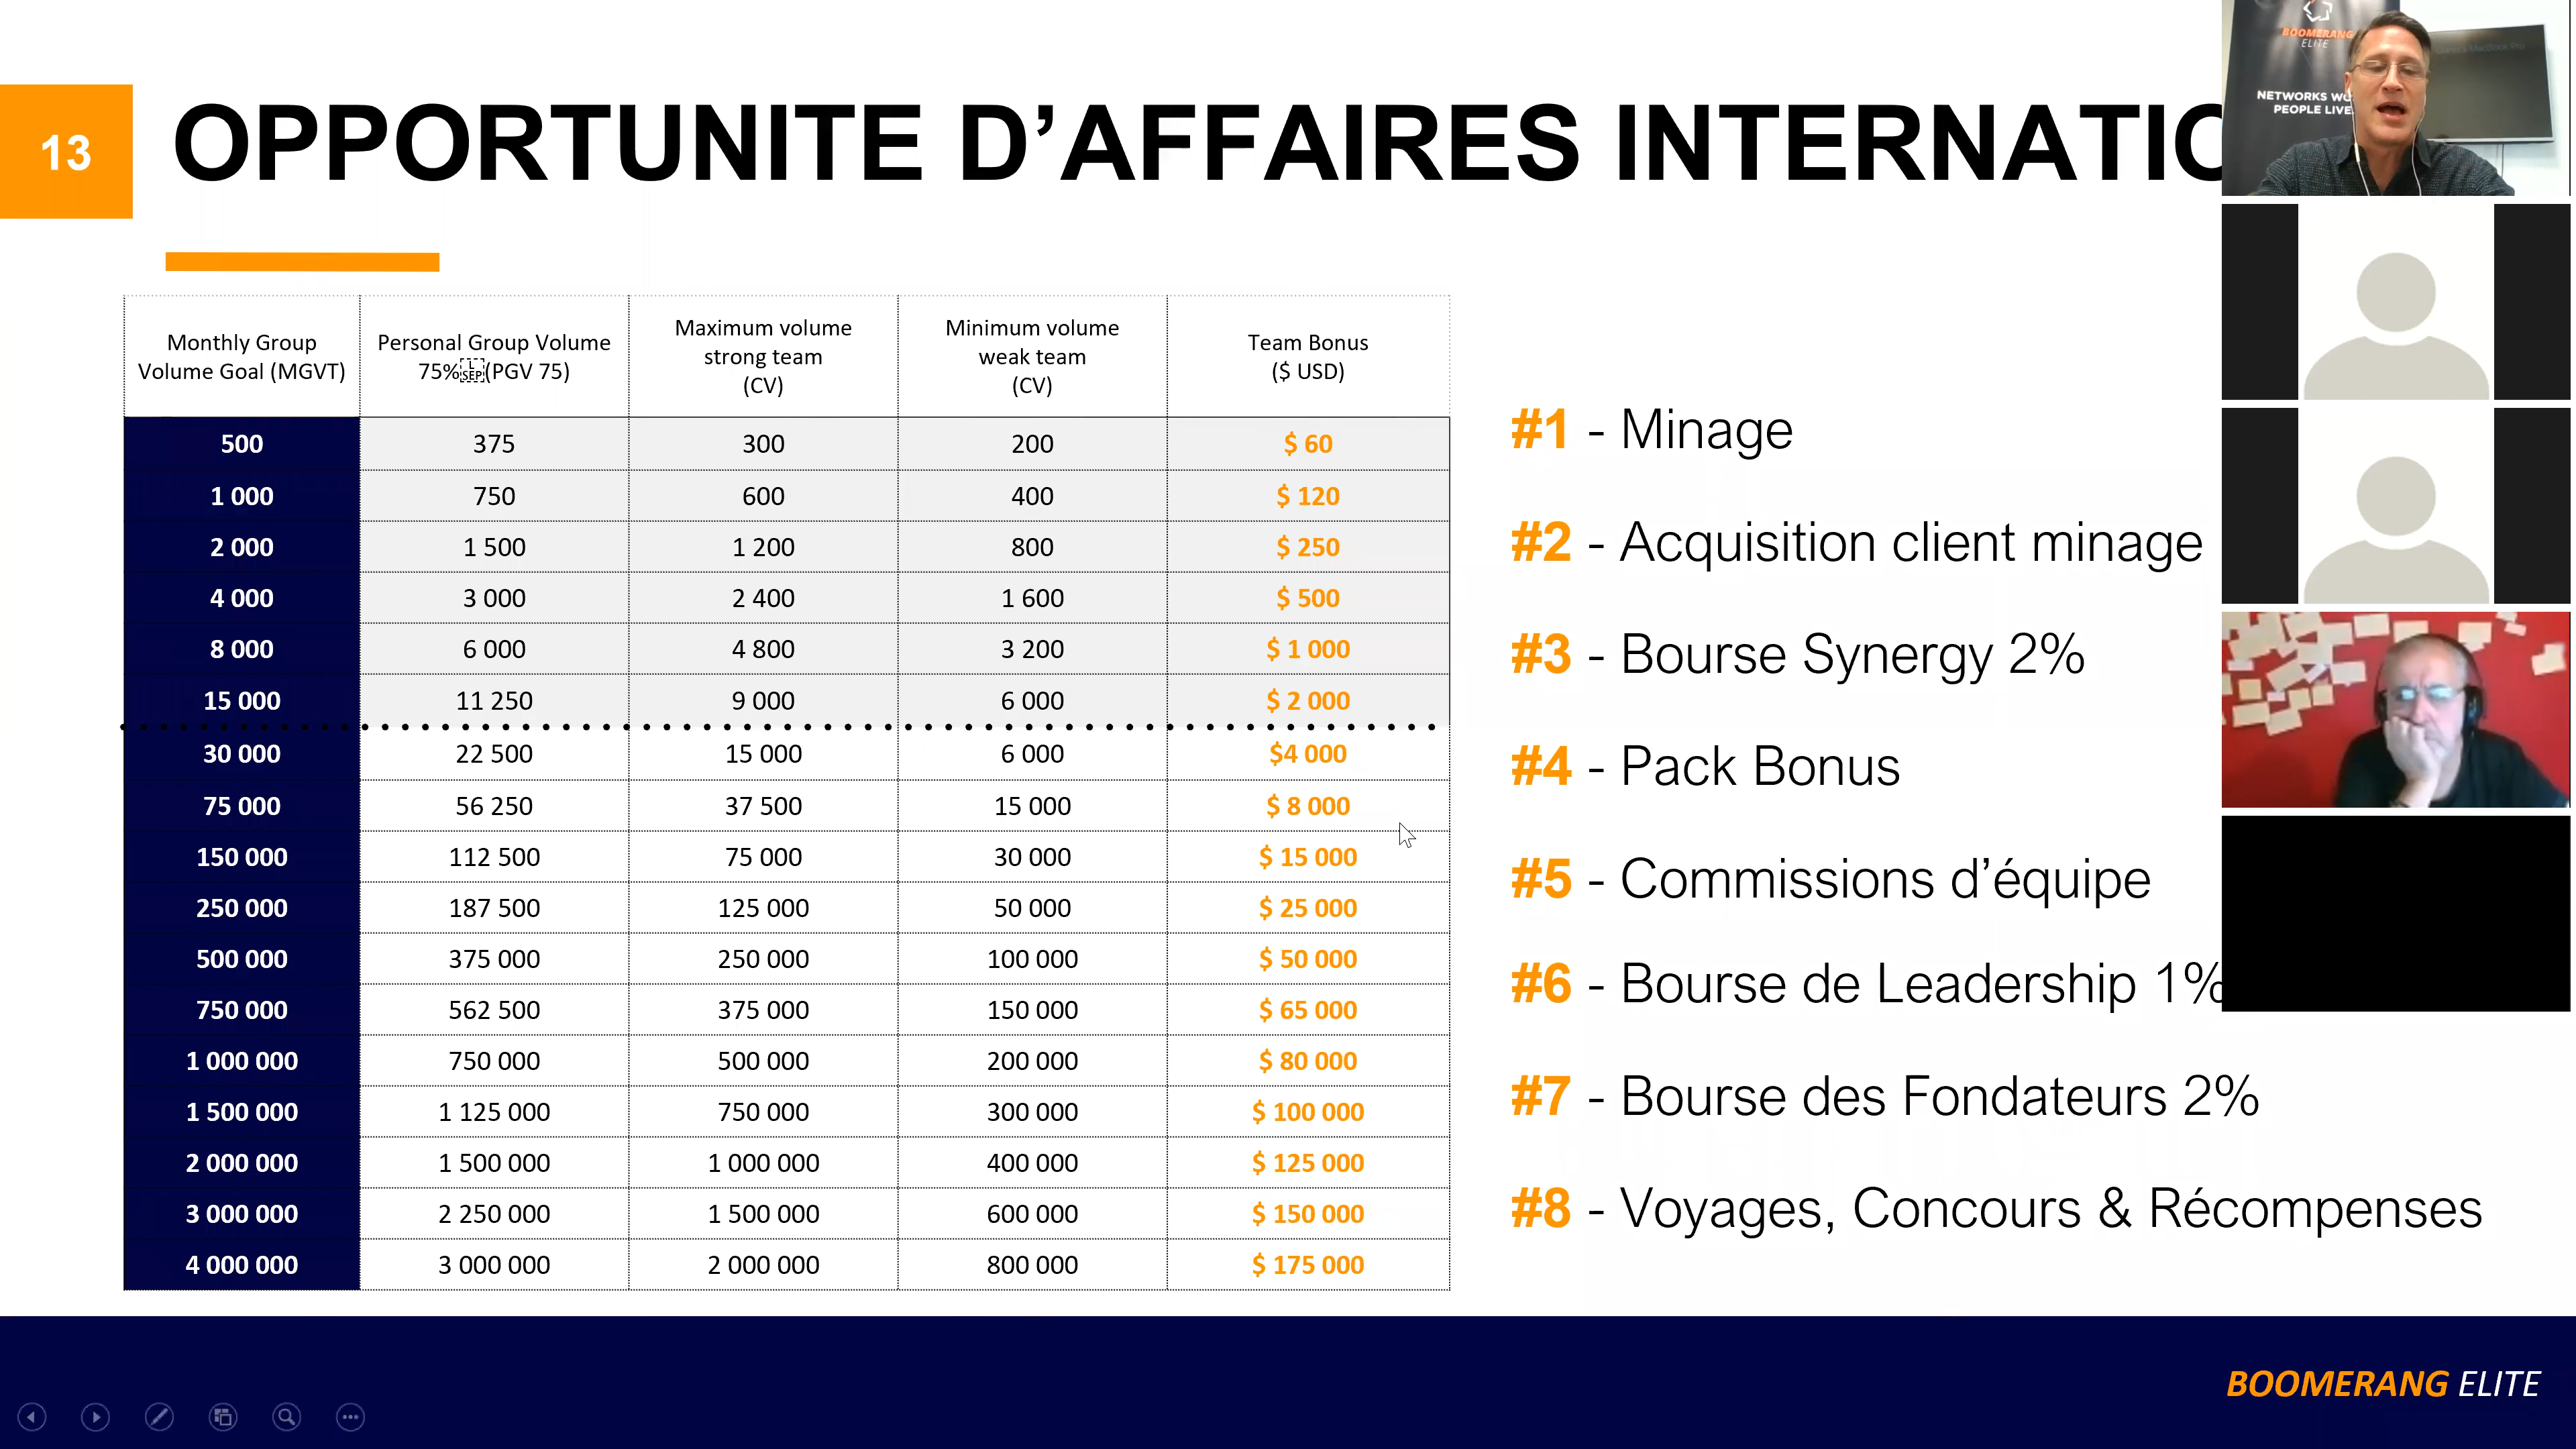 13
OPPORTUNITE D’AFFAIRES INTERNATIO
Monthly Group Volume Goal (MGVT) Personal Group Volume 75% (PGV 75) Maximum volume strong team (CV) Minimum volume weak team (CV) Team Bonus ($ USD)
500 375 300 200 $ 60
1 000 750 600 400 $ 120
2 000 1 500 1 200 800 $ 250
4 000 3 000 2 400 1 600 $ 500
8 000 6 000 4 800 3 200 $ 1 000
15 000 11 250 9 000 6 000 $ 2 000
30 000 22 500 15 000 6 000 $4 000
75 000 56 250 37 500 15 000 $ 8 000
150 000 112 500 75 000 30 000 $ 15 000
250 000 187 500 125 000 50 000 $ 25 000
500 000 375 000 250 000 100 000 $ 50 000
750 000 562 500 375 000 150 000 $ 65 000
1 000 000 750 000 500 000 200 000 $ 80 000
1 500 000 1 125 000 750 000 300 000 $ 100 000
2 000 000 1 500 000 1 000 000 400 000 $ 125 000
3 000 000 2 250 000 1 500 000 600 000 $ 150 000
4 000 000 3 000 000 2 000 000 800 000 $ 175 000
#1 - Minage
#2 - Acquisition client minage
#3 - Bourse Synergy 2%
#4 - Pack Bonus
#5 - Commissions d’équipe
#6 - Bourse de Leadership 1%
#7 - Bourse des Fondateurs 2%
#8 - Voyages, Concours & Récompenses
BOOMERANG
ELITE
NETWORKS WO
PEOPLE LIVE
BOOMERANG ELITE